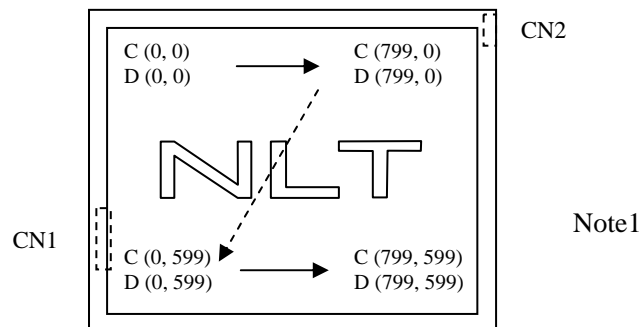 CN2
C (0, 0)
D (0, 0)
C (799, 0)
D (799, 0)
NLT
Note1
CN1
C (0, 599)
D (0, 599)
C (799, 599)
D (799, 599)